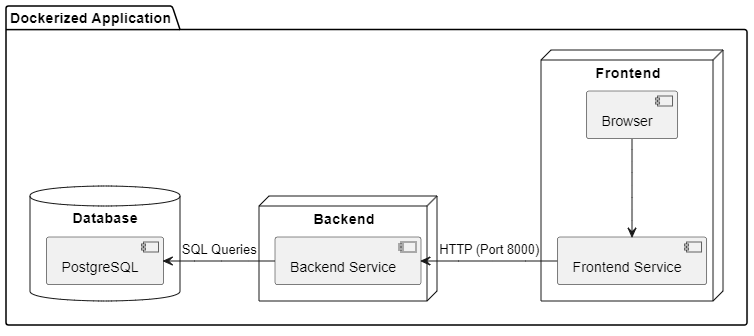 Dockerized Application
Frontend
Browser
Database
Backend
SQL Queries
HTTP (Port 8000)
PostgreSQL
Backend Service
Frontend Service